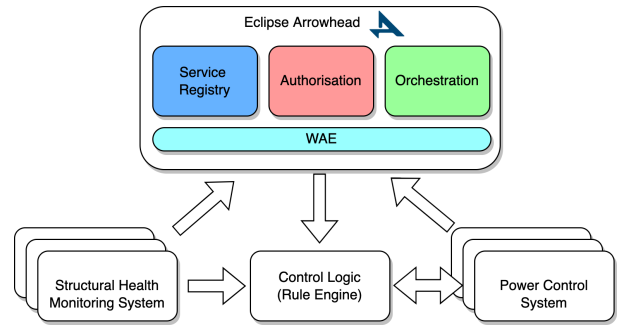 Eclipse Arrowhead
Service
Registry
Authorisation
Orchestration
WAE
Structural Health
Monitoring System
Control Logic
(Rule Engine)
Power Control
System